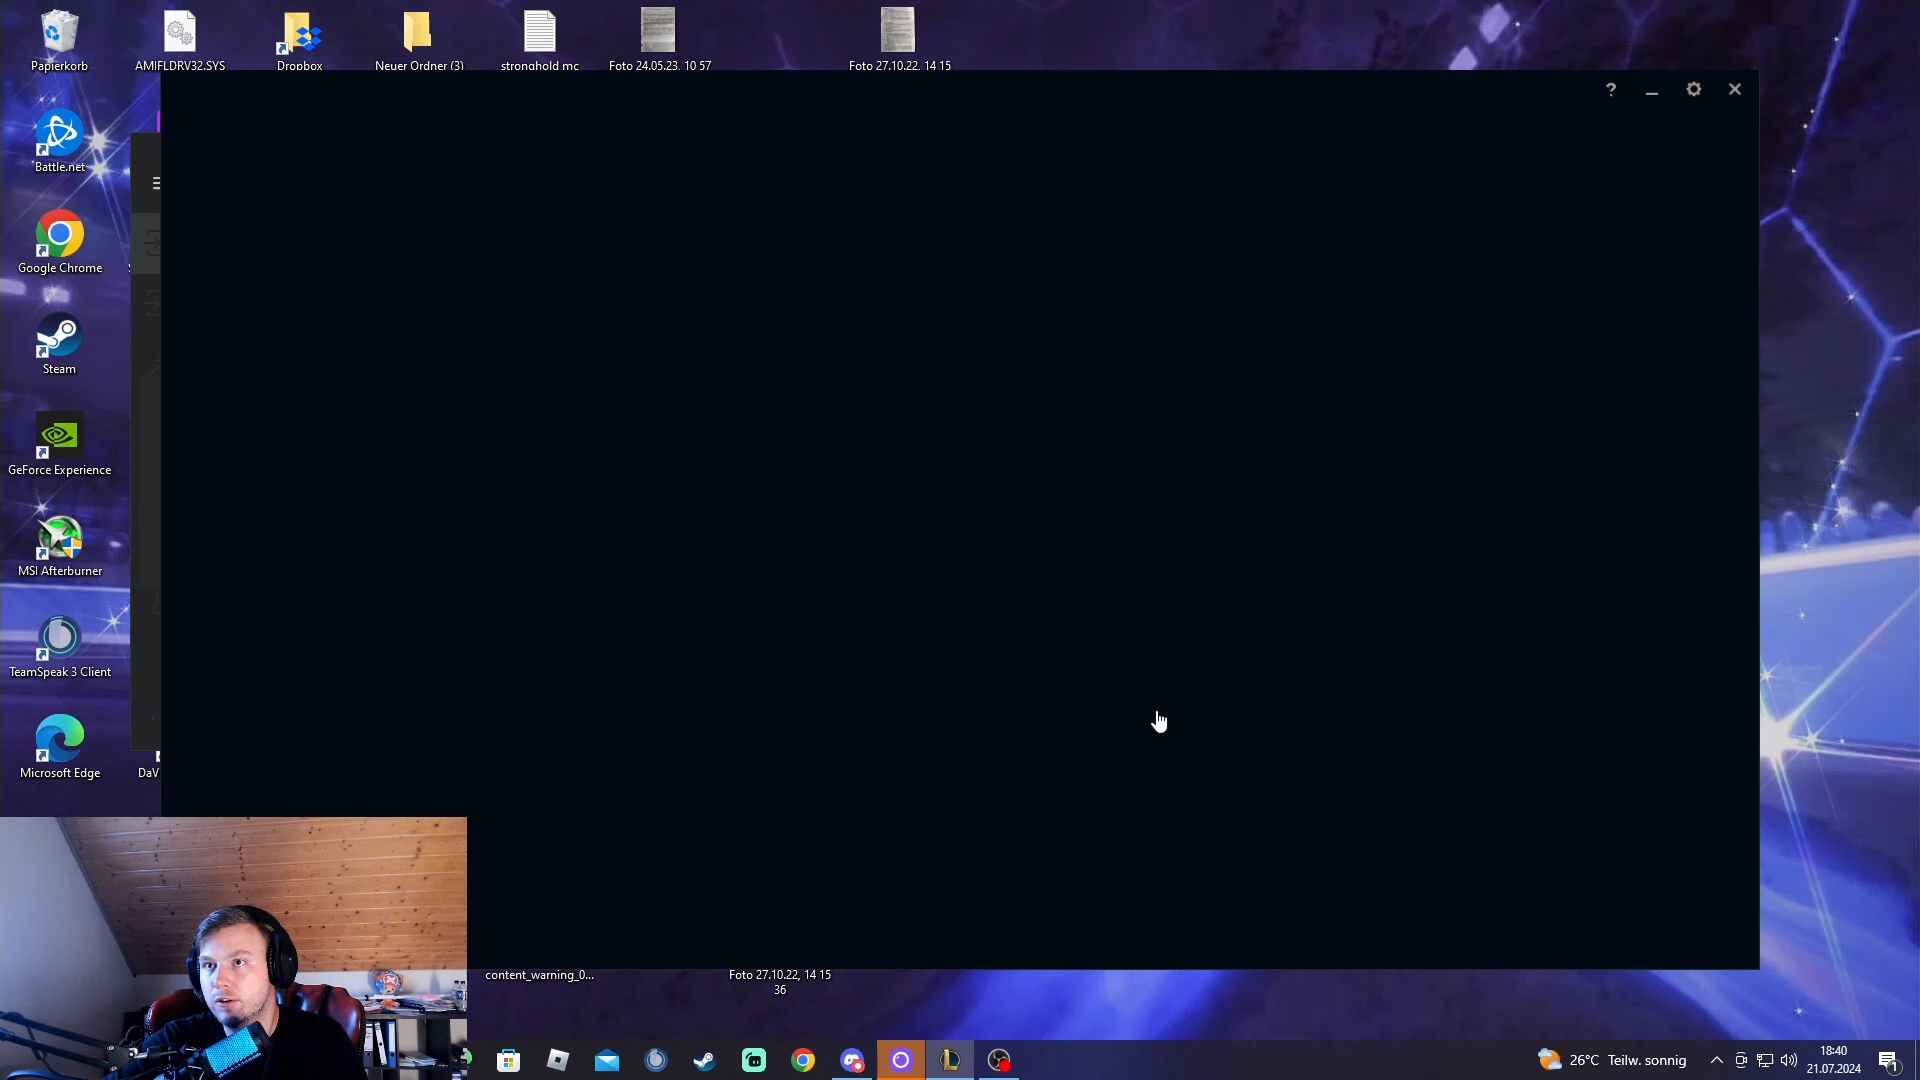 Papierkorb
AMIFLDRV32.SYS
Dropbox
Neuer Ordner (3)
stronghold mc
Foto 24.05.23, 10 57
Foto 27.10.22, 14 15
?
Battle.net
Google Chrome
Steam
GeForce Experience
MSI Afterburner
TeamSpeak 3 Client
Microsoft Edge
DaV
content_warning_0...
Foto 27.10.22, 14 15
36
26°C Teilw. sonnig
18:40
21.07.2024
1